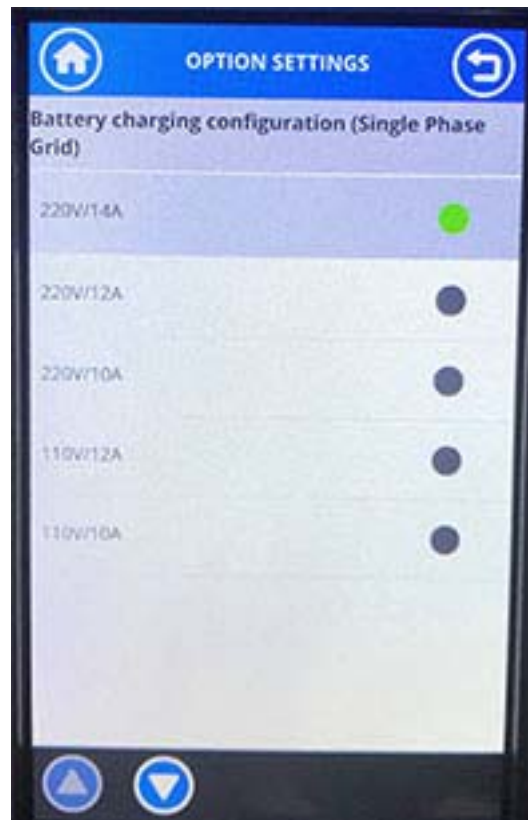 OPTION SETTINGS
Battery charging configuration (Single Phase
Grid)
220V/14A
220V/12A
220V/10A
110V/12A
110V/10A